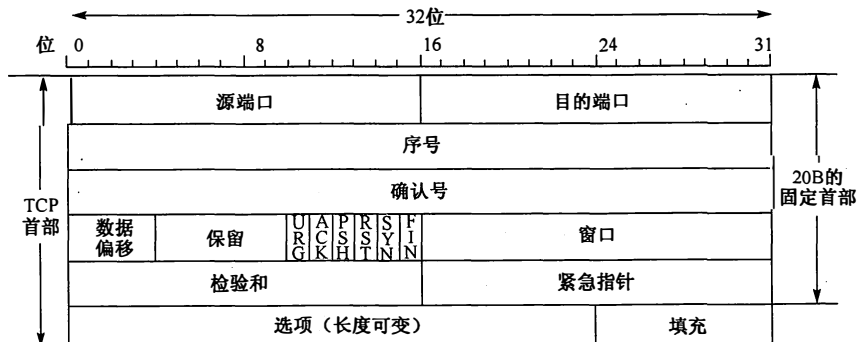 32位
位 0 8 16 24 31
源端口 目的端口
序号
确认号
TCP
首部
20B的
固定首部
数据
偏移
保留
URG
ACK
PSH
RST
SYN
FIN
窗口
检验和 紧急指针
选项（长度可变） 填充